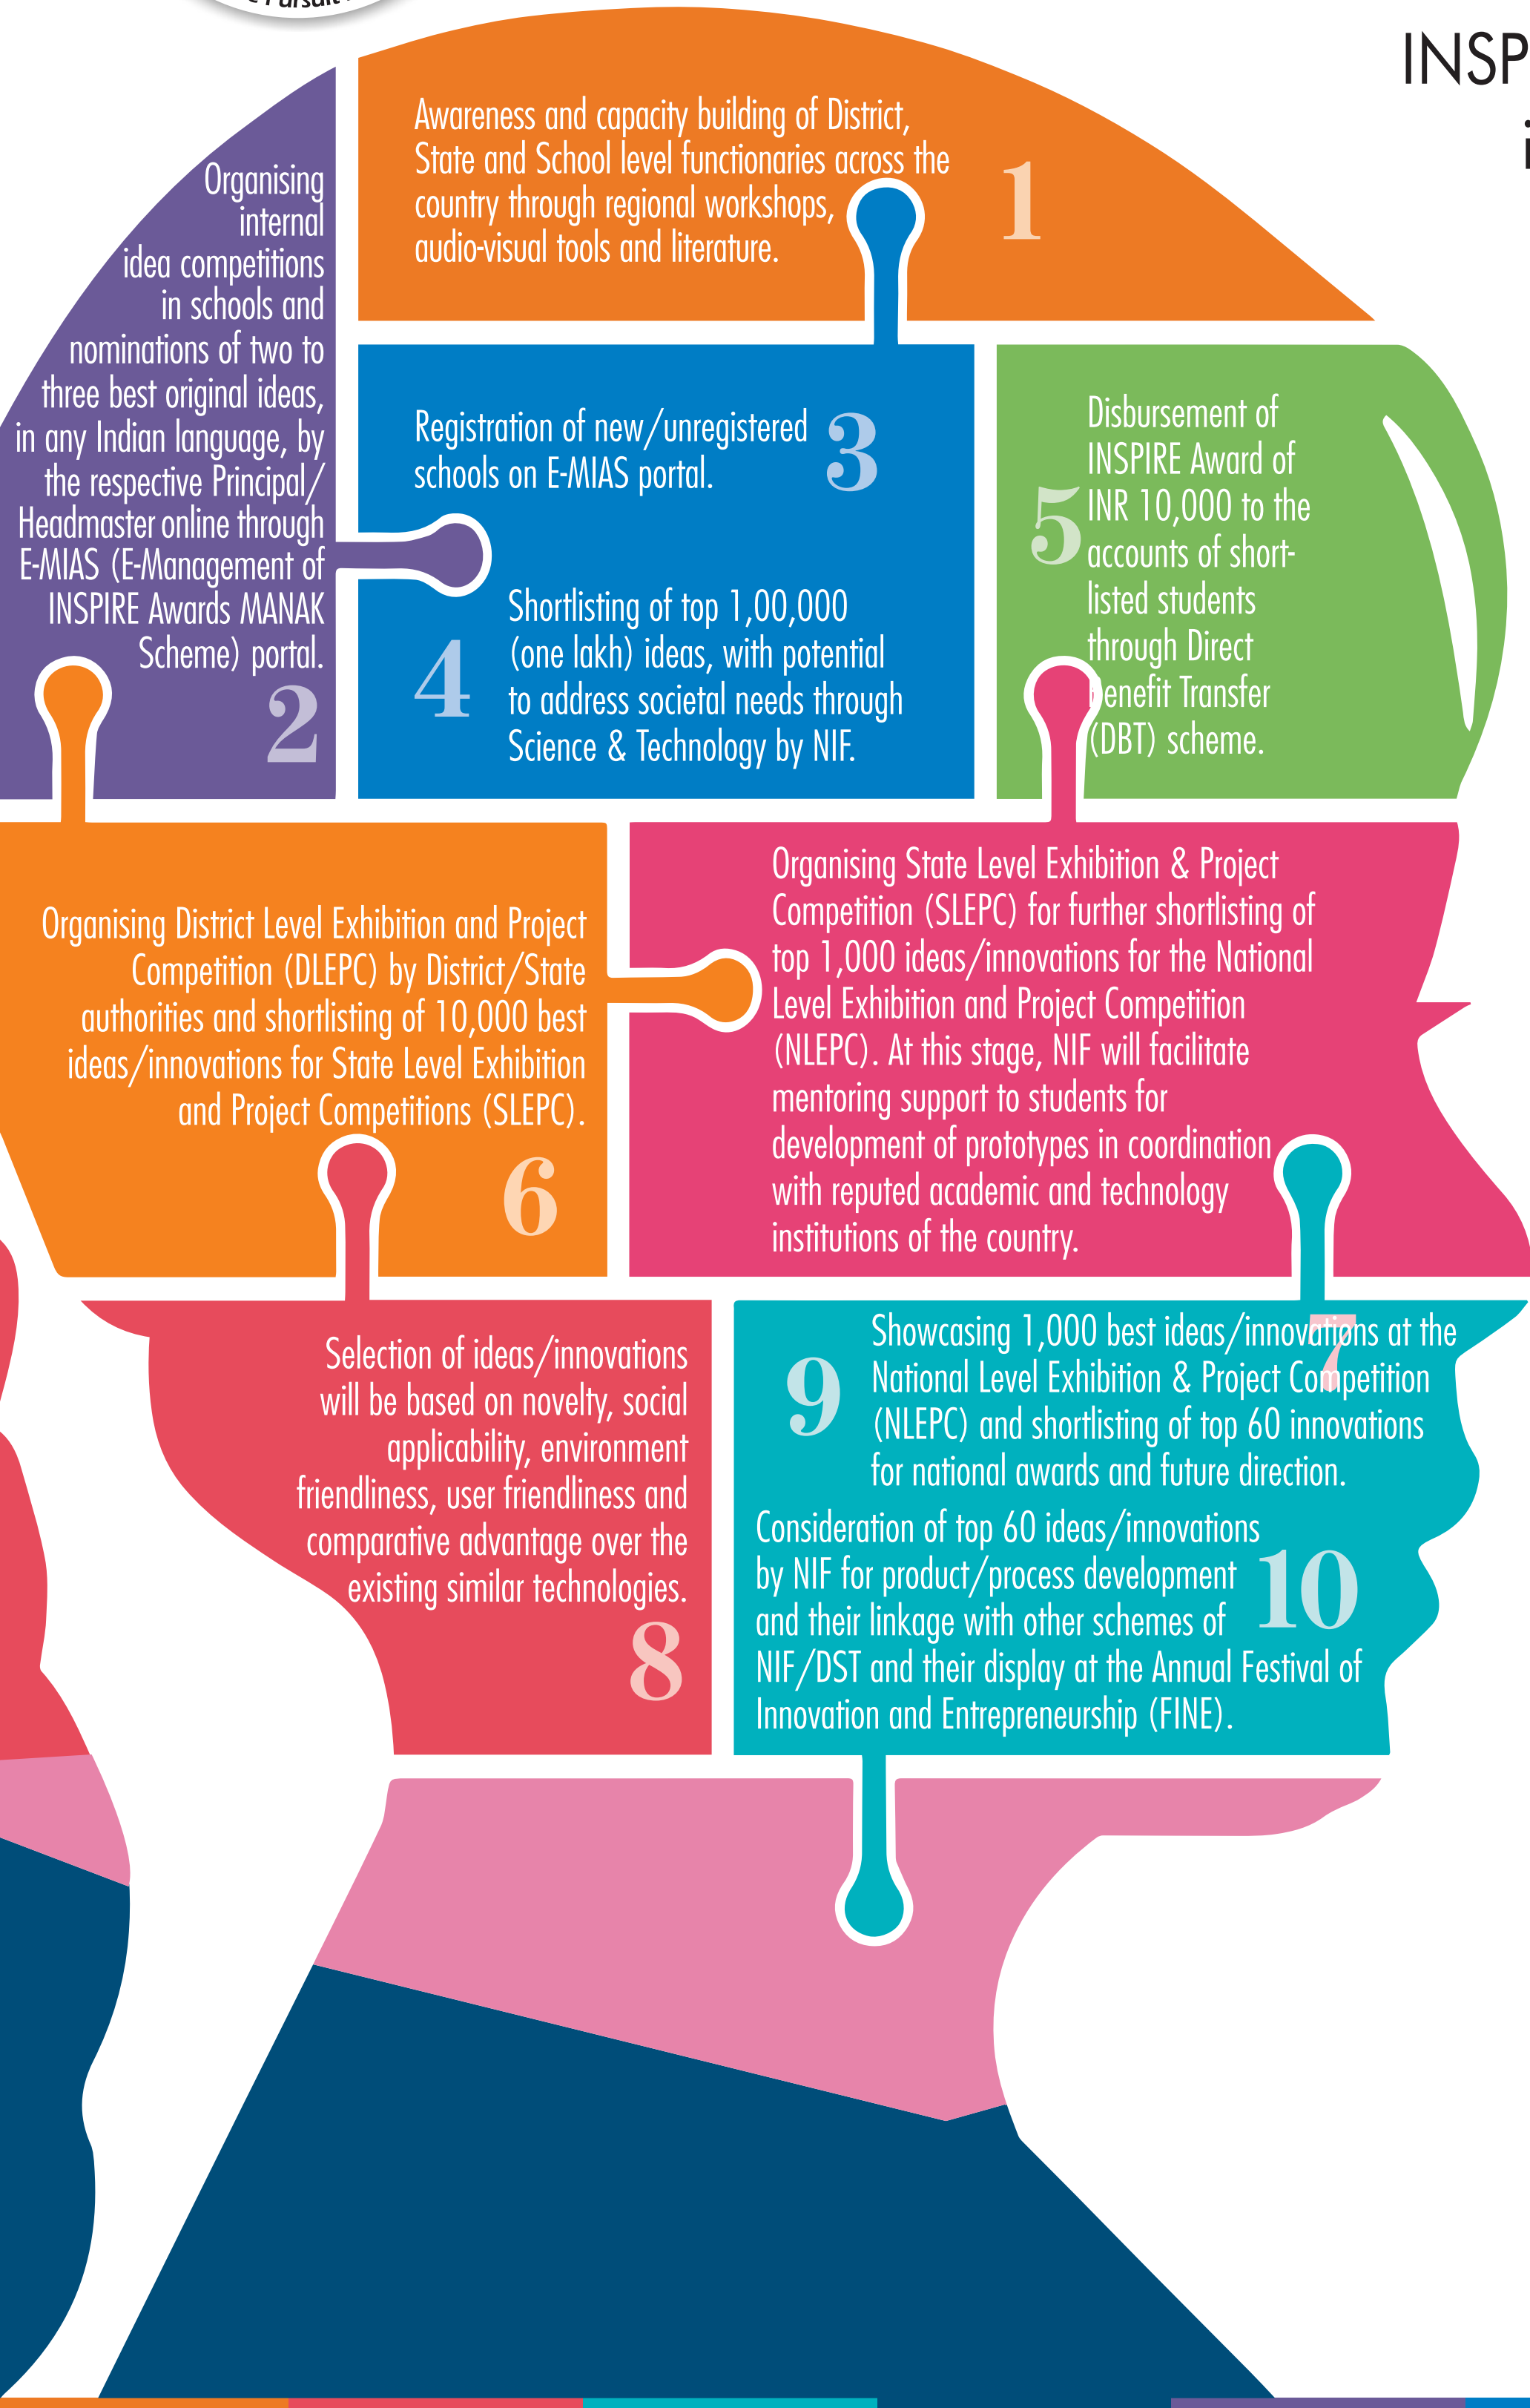 Pursuit
INSP
i
Awareness and capacity building of District,
State and School level functionaries across the
country through regional workshops,
audio-visual tools and literature.
1
Organising
internal
idea competitions
in schools and
nominations of two to
three best original ideas,
in any Indian language, by
the respective Principal/
Headmaster online through
E-MIAS (E-Management of
INSPIRE Awards MANAK
Scheme) portal.
2
Registration of new/unregistered
schools on E-MIAS portal.
3
4
Shortlisting of top 1,00,000
(one lakh) ideas, with potential
to address societal needs through
Science & Technology by NIF.
5
Disbursement of
INSPIRE Award of
INR 10,000 to the
accounts of short-
listed students
through Direct
Benefit Transfer
(DBT) scheme.
Organising District Level Exhibition and Project
Competition (DLEPC) by District/State
authorities and shortlisting of 10,000 best
ideas/innovations for State Level Exhibition
and Project Competitions (SLEPC).
6
Organising State Level Exhibition & Project
Competition (SLEPC) for further shortlisting of
top 1,000 ideas/innovations for the National
Level Exhibition and Project Competition
(NLEPC). At this stage, NIF will facilitate
mentoring support to students for
development of prototypes in coordination
with reputed academic and technology
institutions of the country.
7
Selection of ideas/innovations
will be based on novelty, social
applicability, environment
friendliness, user friendliness and
comparative advantage over the
existing similar technologies.
8
9
Showcasing 1,000 best ideas/innovations at the
National Level Exhibition & Project Competition
(NLEPC) and shortlisting of top 60 innovations
for national awards and future direction.
Consideration of top 60 ideas/innovations
by NIF for product/process development
and their linkage with other schemes of
NIF/DST and their display at the Annual Festival of
Innovation and Entrepreneurship (FINE).
10